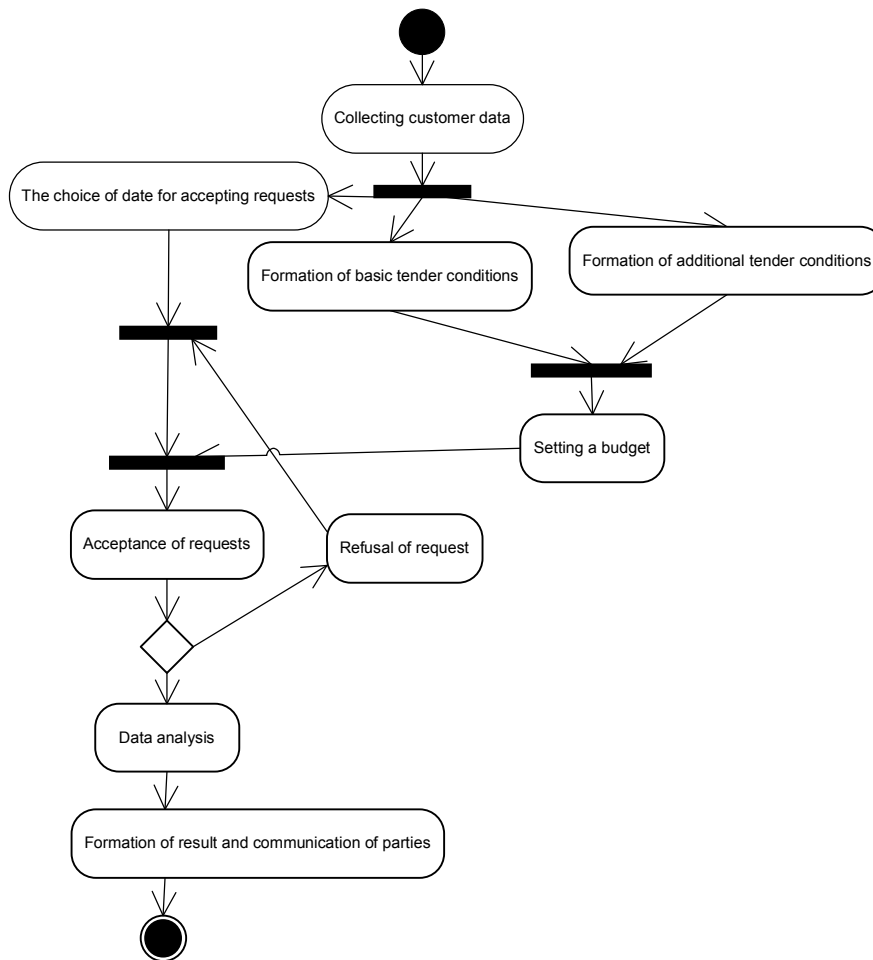 Collecting customer data
The choice of date for accepting requests
Formation of basic tender conditions
Formation of additional tender conditions
Setting a budget
Acceptance of requests
Refusal of request
Data analysis
Formation of result and communication of parties